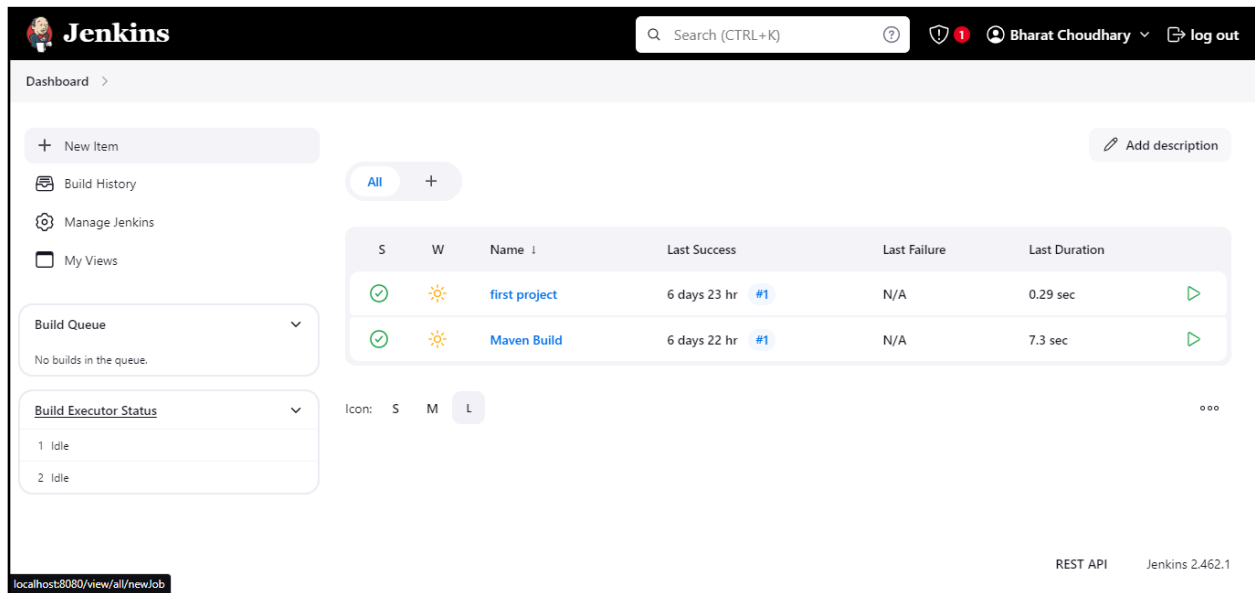 Jenkins
Search (CTRL+K)
1
Bharat Choudhary
log out
Dashboard
New Item
Build History
Manage Jenkins
My Views
Build Queue
No builds in the queue.
Build Executor Status
1 Idle
2 Idle
Add description
All +
S W Name ↓ Last Success Last Failure Last Duration
first project 6 days 23 hr #1 N/A 0.29 sec
Maven Build 6 days 22 hr #1 N/A 7.3 sec
Icon: S M L
REST API Jenkins 2.462.1
localhost:8080/view/all/newJob